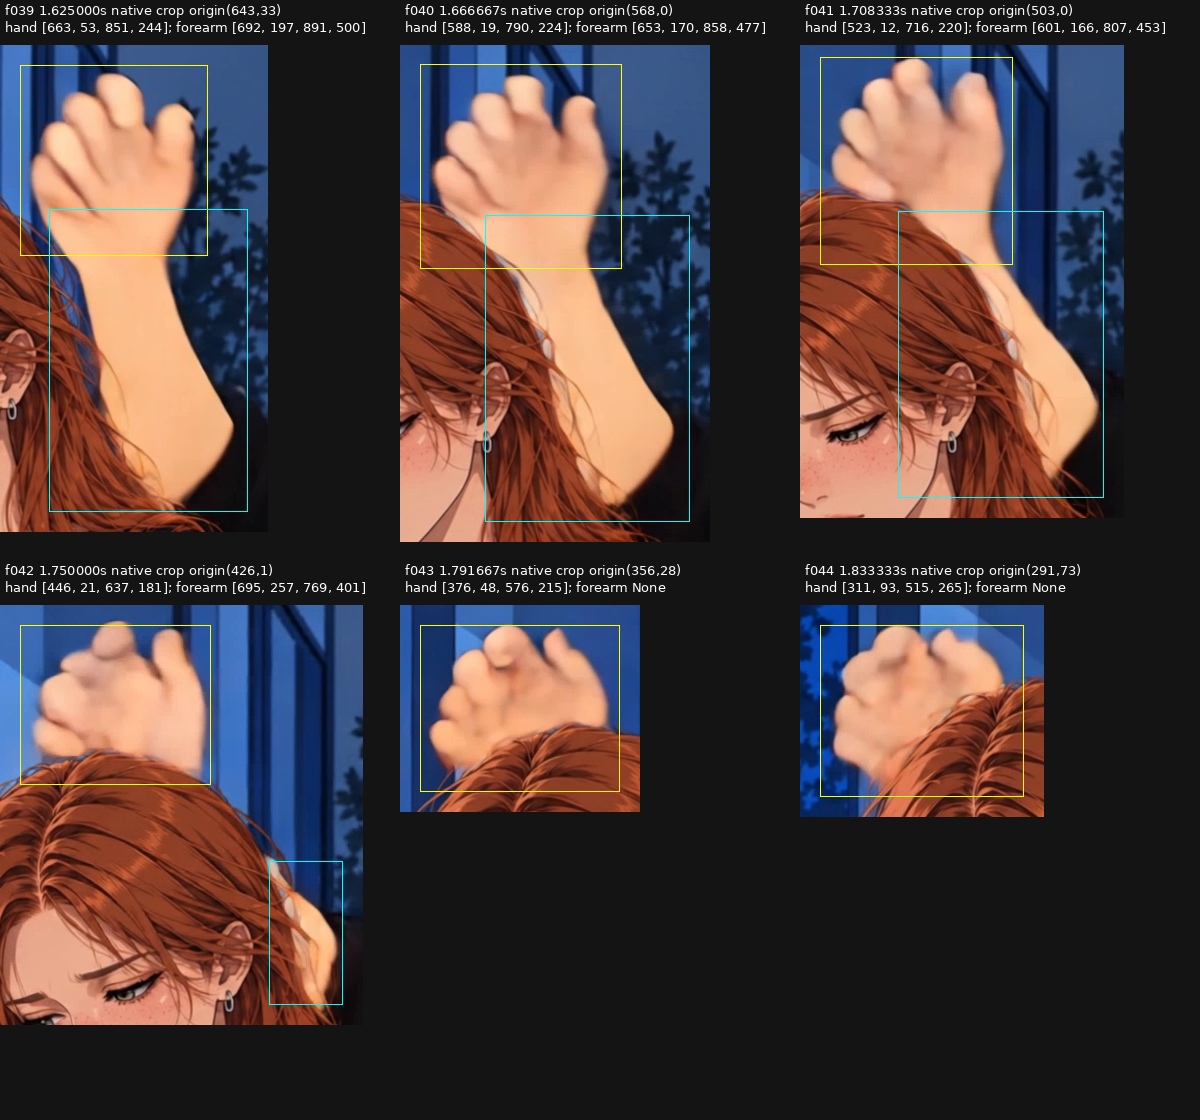 f039 1.625000s native crop origin(643,33)
hand [663, 53, 851, 244]; forearm [692, 197, 891, 500]
f040 1.666667s native crop origin(568,0)
hand [588, 19, 790, 224]; forearm [653, 170, 858, 477]
f041 1.708333s native crop origin(503,0)
hand [523, 12, 716, 220]; forearm [601, 166, 807, 453]
f042 1.750000s native crop origin(426,1)
hand [446, 21, 637, 181]; forearm [695, 257, 769, 401]
f043 1.791667s native crop origin(356,28)
hand [376, 48, 576, 215]; forearm None
f044 1.833333s native crop origin(291,73)
hand [311, 93, 515, 265]; forearm None